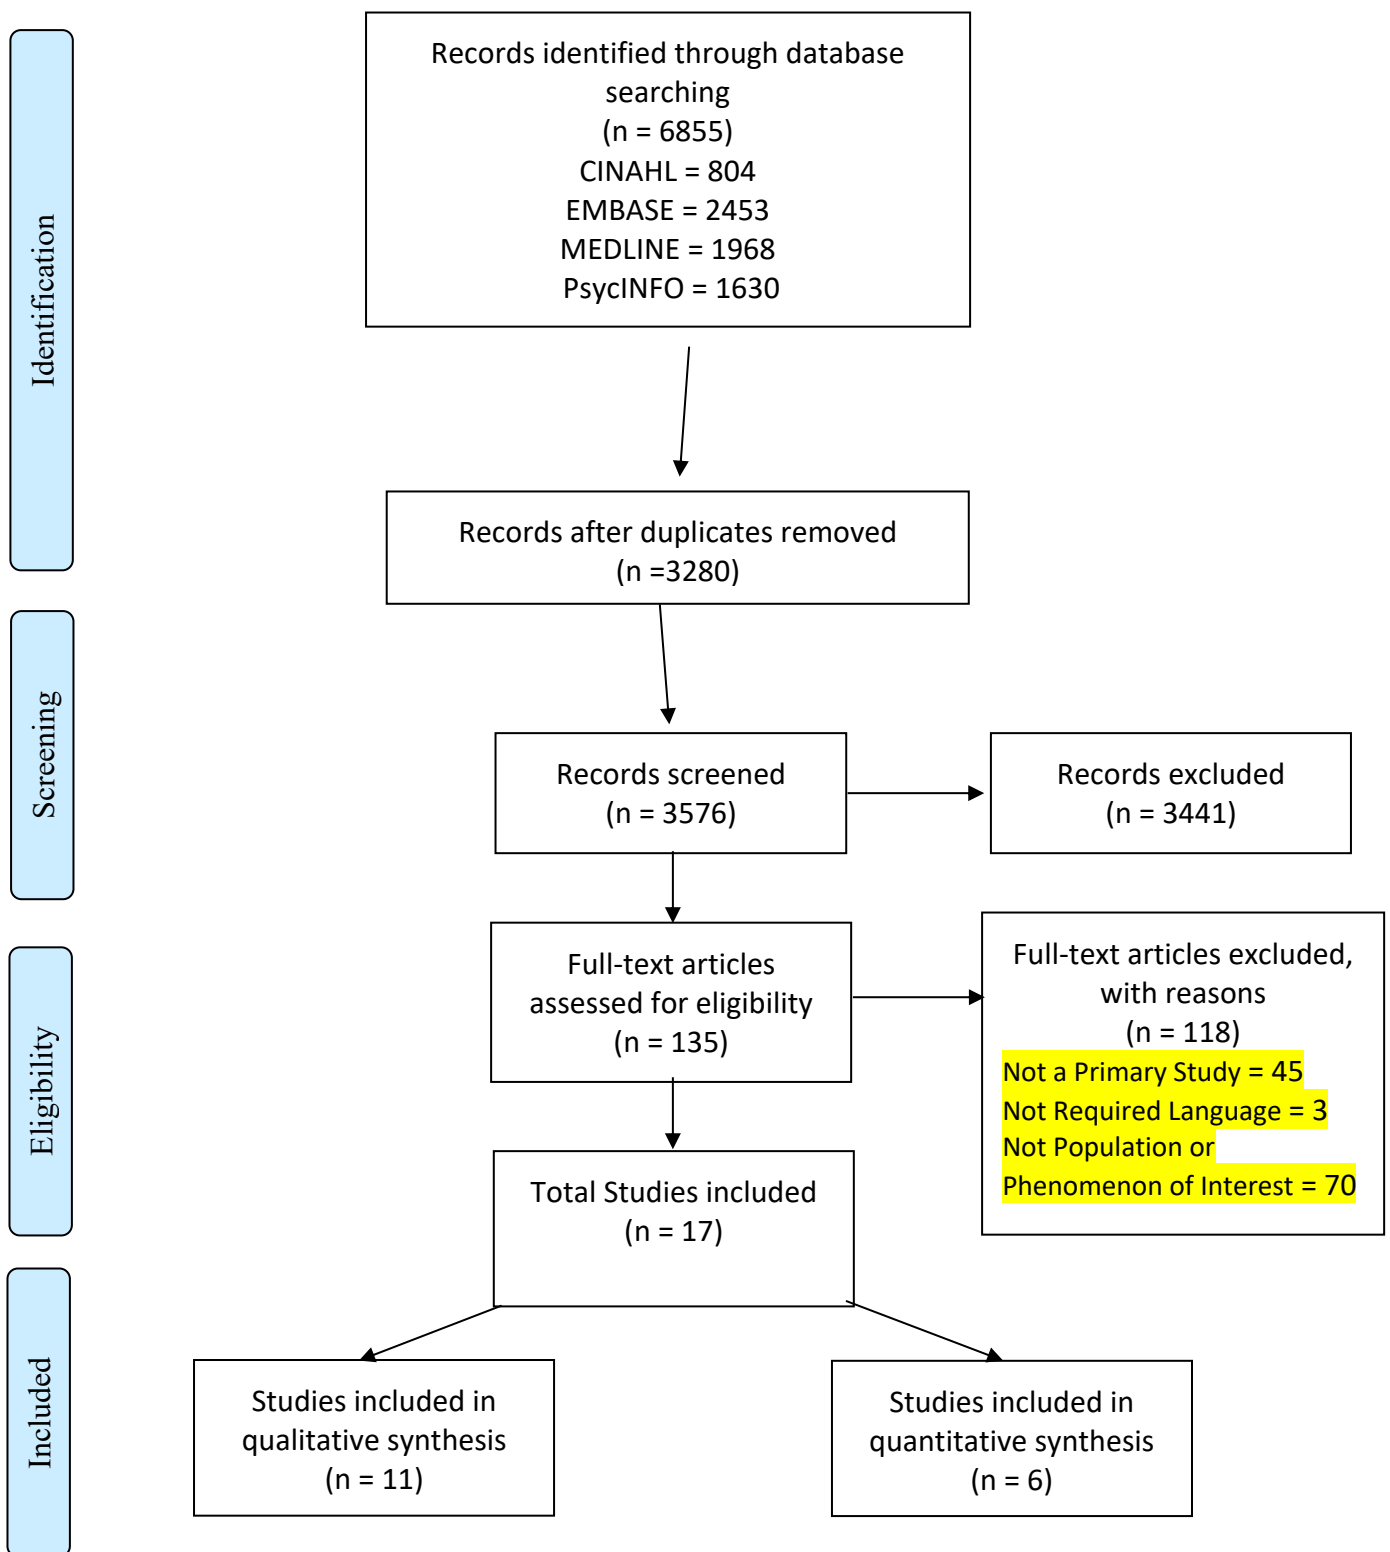 Identification
Records identified through database
searching
(n = 6855)
CINAHL = 804
EMBASE = 2453
MEDLINE = 1968
PsycINFO = 1630
Records after duplicates removed
(n =3280)
Screening
Records screened
(n = 3576)
Records excluded
(n = 3441)
Eligibility
Full-text articles
assessed for eligibility
(n = 135)
Full-text articles excluded,
with reasons
(n = 118)
Not a Primary Study = 45
Not Required Language = 3
Not Population or
Phenomenon of Interest = 70
Total Studies included
(n = 17)
Included
Studies included in
qualitative synthesis
(n = 11)
Studies included in
quantitative synthesis
(n = 6)